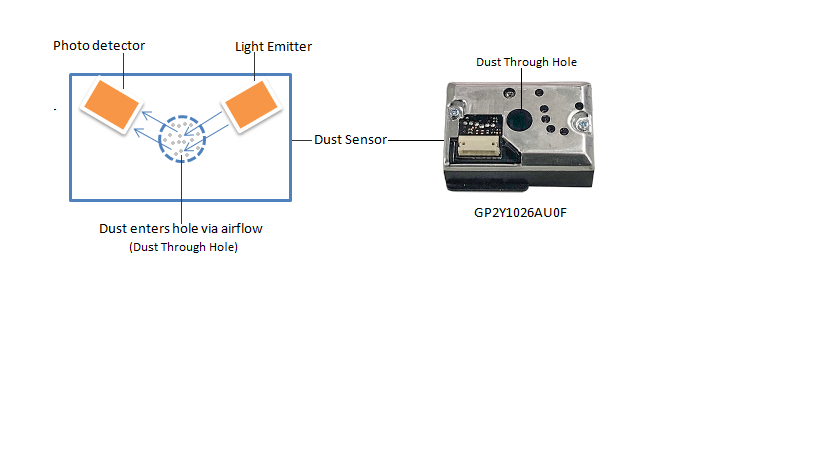 Photo detector
Light Emitter
Dust Through Hole
Dust Sensor
Dust enters hole via airflow
(Dust Through Hole)
GP2Y1026AU0F